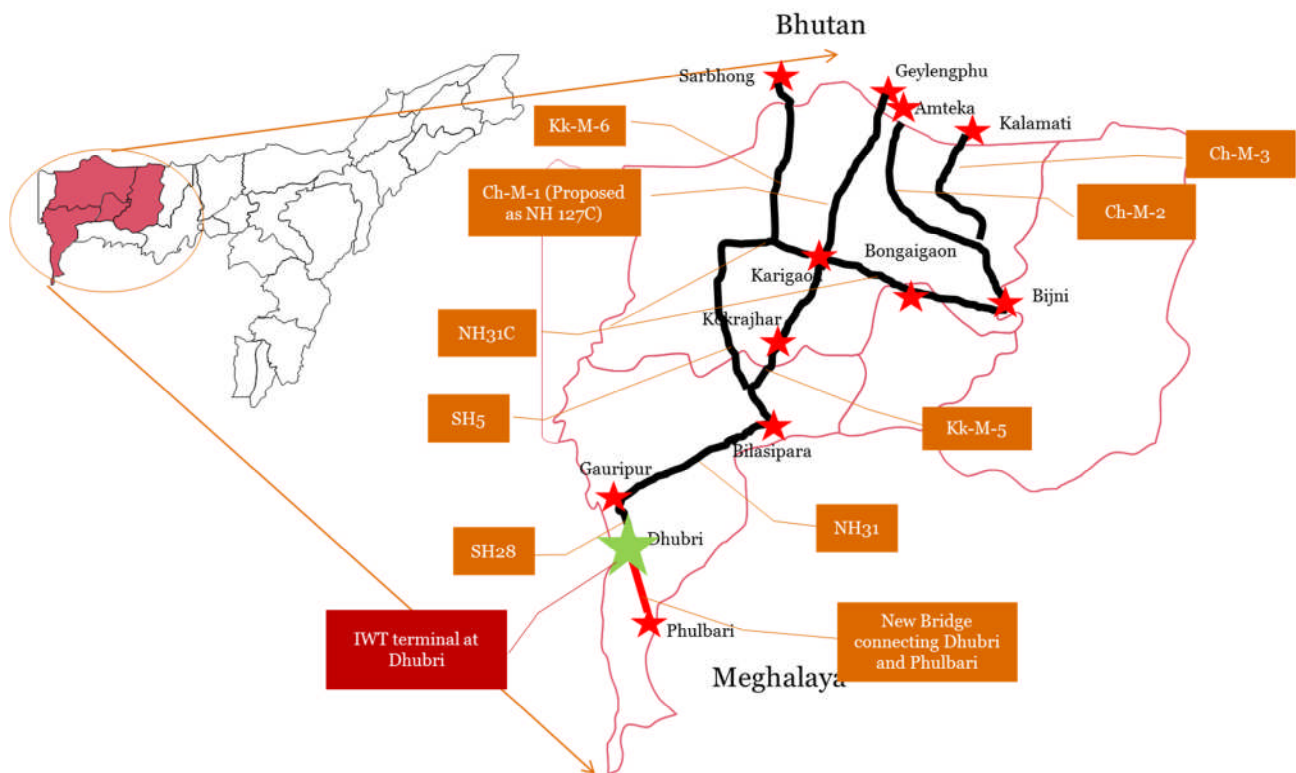 Bhutan
Sarbhong
Geylengphu
Amteka
Kalamati
Kk-M-6
Ch-M-3
Ch-M-1 (Proposed
as NH 127C)
Ch-M-2
Bongaigaon
Karigaon
Bijni
NH31C
Kokrajhar
SH5
Kk-M-5
Bilasipara
Gauripur
NH31
SH28
Dhubri
IWT terminal at
Dhubri
Phulbari
New Bridge
connecting Dhubri
and Phulbari
Meghalaya